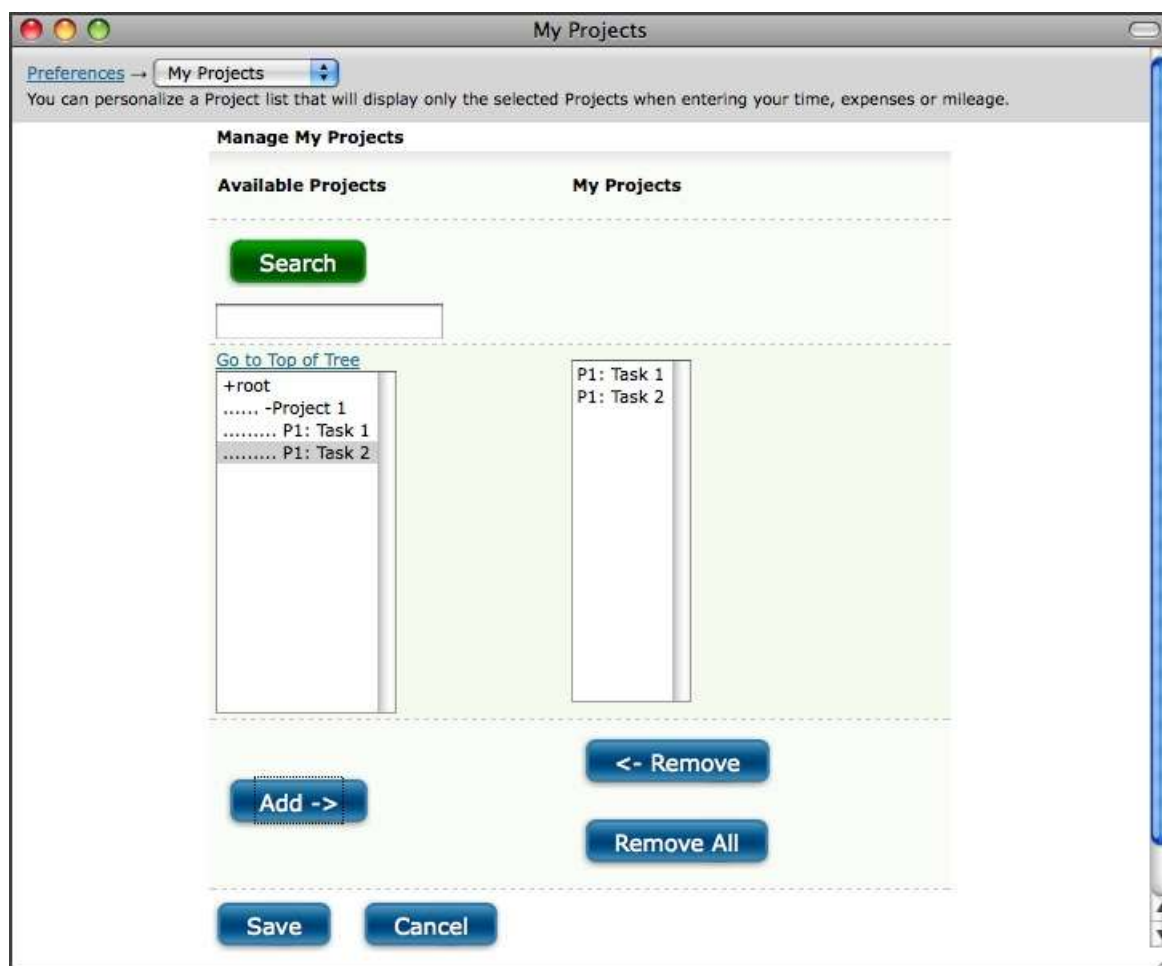 My Projects
Preferences → My Projects
You can personalize a Project list that will display only the selected Projects when entering your time, expenses or mileage.
Manage My Projects
Available Projects My Projects
Search
Go to Top of Tree
+root
...... -Project 1
......... P1: Task 1
......... P1: Task 2
P1: Task 1
P1: Task 2
<- Remove
Add ->
Remove All
Save Cancel